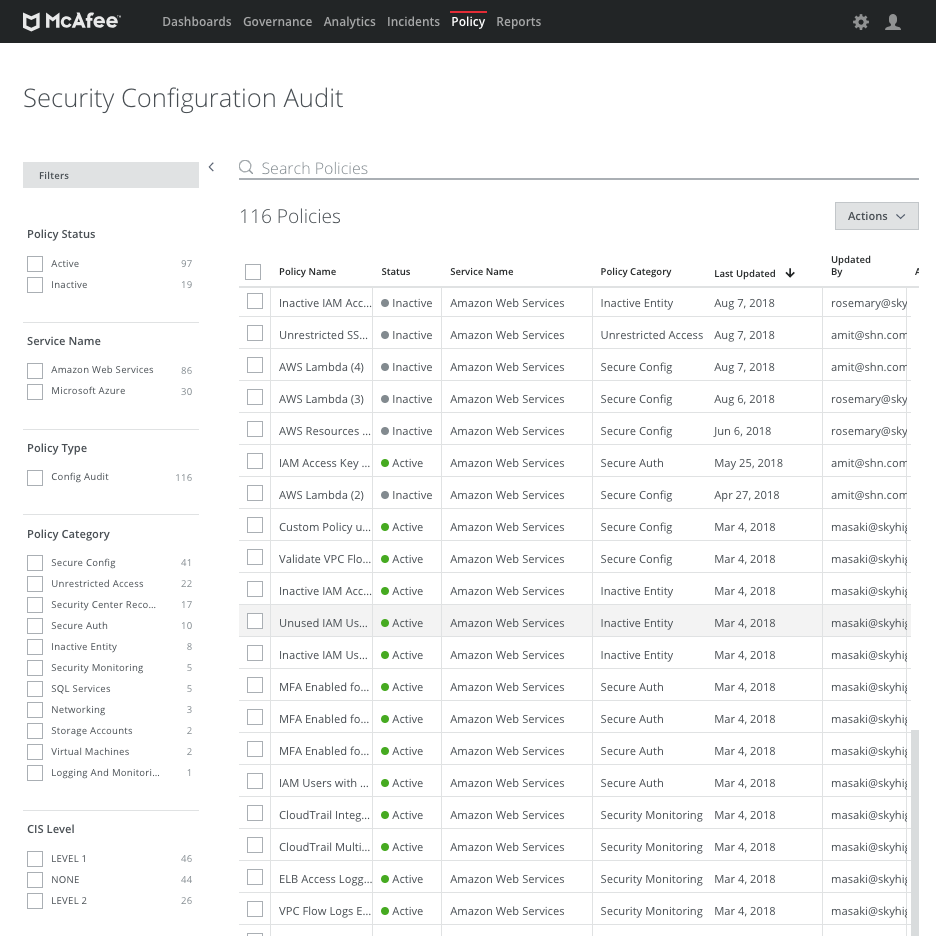 McAfee™ Dashboards Governance Analytics Incidents Policy Reports
Security Configuration Audit
Filters
Policy Status
Active 97
Inactive 19
Service Name
Amazon Web Services 86
Microsoft Azure 30
Policy Type
Config Audit 116
Policy Category
Secure Config 41
Unrestricted Access 22
Security Center Reco... 17
Secure Auth 10
Inactive Entity 8
Security Monitoring 5
SQL Services 5
Networking 3
Storage Accounts 2
Virtual Machines 2
Logging And Monitori... 1
CIS Level
LEVEL 1 46
NONE 44
LEVEL 2 26
Search Policies
116 Policies Actions
Policy Name Status Service Name Policy Category Last Updated Updated By A
Inactive IAM Acc... Inactive Amazon Web Services Inactive Entity Aug 7, 2018 rosemary@sky
Unrestricted SS... Inactive Amazon Web Services Unrestricted Access Aug 7, 2018 amit@shn.com
AWS Lambda (4) Inactive Amazon Web Services Secure Config Aug 7, 2018 amit@shn.com
AWS Lambda (3) Inactive Amazon Web Services Secure Config Aug 6, 2018 rosemary@sky
AWS Resources ... Inactive Amazon Web Services Secure Config Jun 6, 2018 rosemary@sky
IAM Access Key ... Active Amazon Web Services Secure Auth May 25, 2018 amit@shn.com
AWS Lambda (2) Inactive Amazon Web Services Secure Config Apr 27, 2018 amit@shn.com
Custom Policy u... Active Amazon Web Services Secure Config Mar 4, 2018 masaki@skyhig
Validate VPC Flo... Active Amazon Web Services Secure Config Mar 4, 2018 masaki@skyhig
Inactive IAM Acc... Active Amazon Web Services Inactive Entity Mar 4, 2018 masaki@skyhig
Unused IAM Us... Active Amazon Web Services Inactive Entity Mar 4, 2018 masaki@skyhig
Inactive IAM Us... Active Amazon Web Services Inactive Entity Mar 4, 2018 masaki@skyhig
MFA Enabled fo... Active Amazon Web Services Secure Auth Mar 4, 2018 masaki@skyhig
MFA Enabled fo... Active Amazon Web Services Secure Auth Mar 4, 2018 masaki@skyhig
MFA Enabled fo... Active Amazon Web Services Secure Auth Mar 4, 2018 masaki@skyhig
IAM Users with ... Active Amazon Web Services Secure Auth Mar 4, 2018 masaki@skyhig
CloudTrail Integ... Active Amazon Web Services Security Monitoring Mar 4, 2018 masaki@skyhig
CloudTrail Multi... Active Amazon Web Services Security Monitoring Mar 4, 2018 masaki@skyhig
ELB Access Logg... Active Amazon Web Services Security Monitoring Mar 4, 2018 masaki@skyhig
VPC Flow Logs E... Active Amazon Web Services Security Monitoring Mar 4, 2018 masaki@skyhig